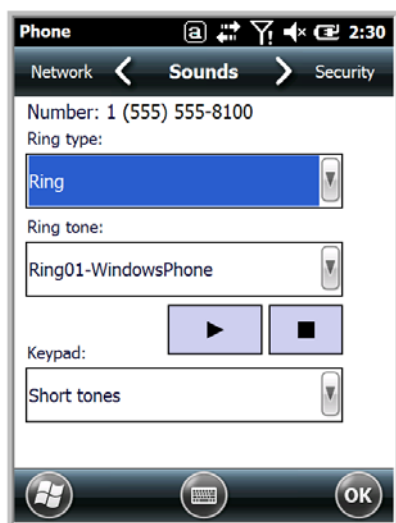 Phone a 2:30
Network Sounds Security
Number: 1 (555) 555-8100
Ring type:
Ring
Ring tone:
Ring01-WindowsPhone
Keypad:
Short tones
OK